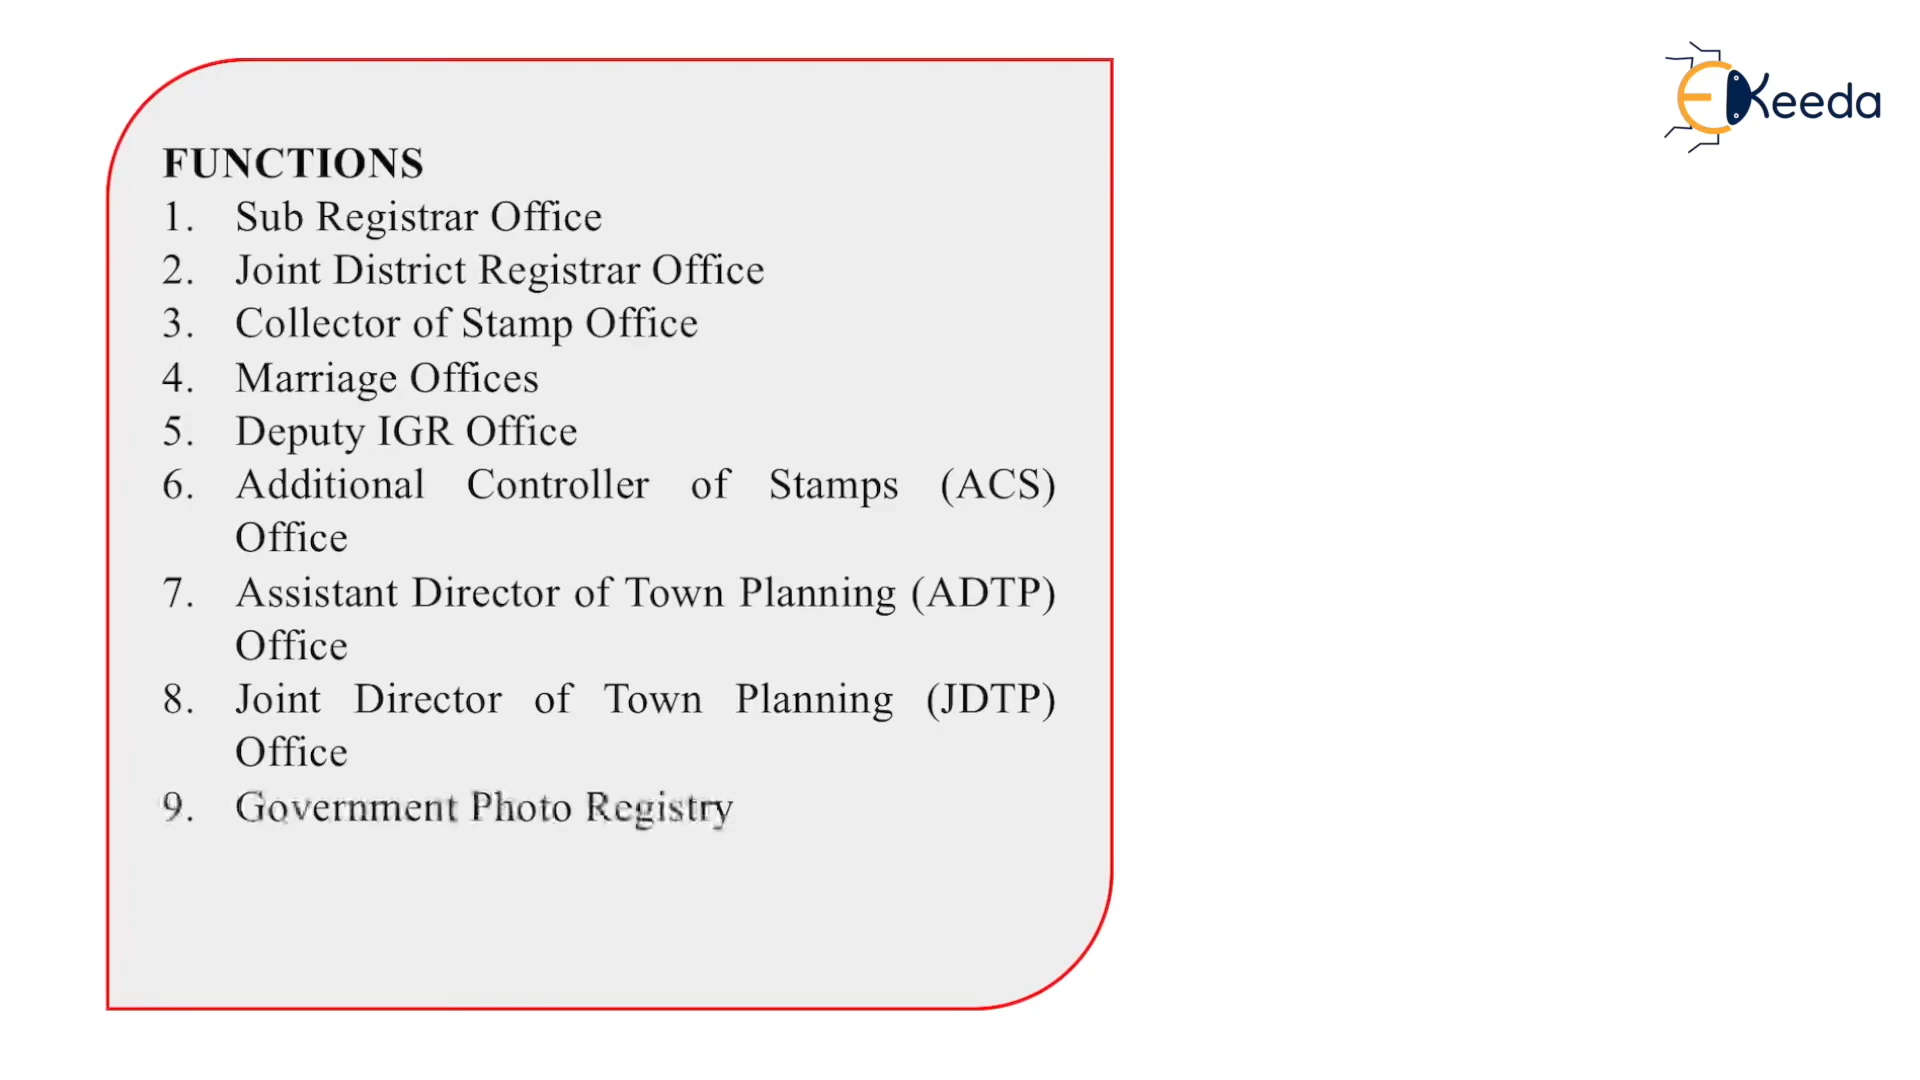 EKeeda
FUNCTIONS
1. Sub Registrar Office
2. Joint District Registrar Office
3. Collector of Stamp Office
4. Marriage Offices
5. Deputy IGR Office
6. Additional Controller of Stamps (ACS)
Office
7. Assistant Director of Town Planning (ADTP)
Office
8. Joint Director of Town Planning (JDTP)
Office
9. Government Photo Registry